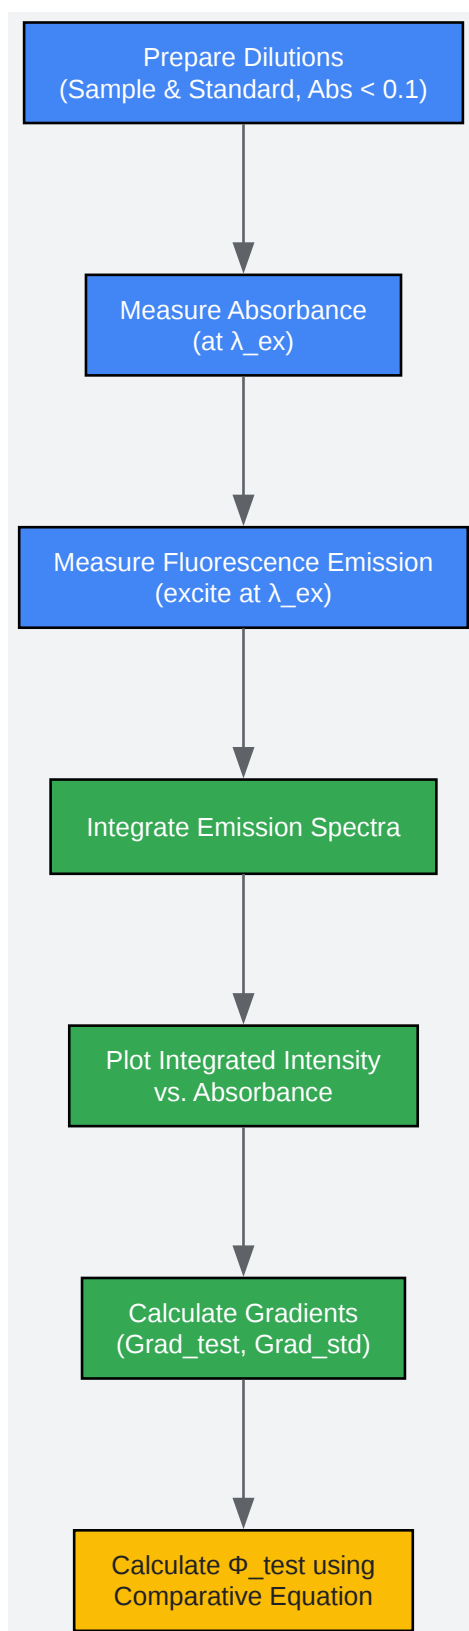 Prepare Dilutions
(Sample & Standard, Abs < 0.1)
Measure Absorbance
(at λ_ex)
Measure Fluorescence Emission
(excite at λ_ex)
Integrate Emission Spectra
Plot Integrated Intensity
vs. Absorbance
Calculate Gradients
(Grad_test, Grad_std)
Calculate Φ_test using
Comparative Equation